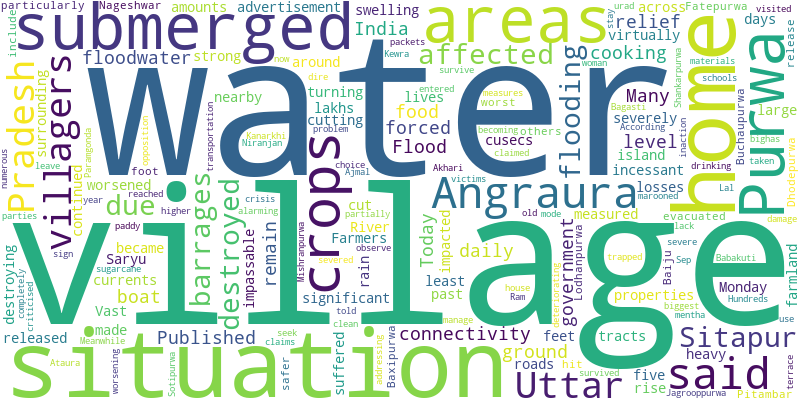 particularly Nageshwar amounts advertisement swelling areas across Fatepurwa urad stay visited
include submerged India relief days release
floodwater strong affected cooking virtually
numerous surrounding Pradesh villagers water around packets Kewra now dire survive woman materials
nearby turning lives worst entered measures schools
opposition Kanarkhi Niranjan transportation lakhs cutting food problem becoming others Many Shankarpurwa large
Paramgonda forced Flood cusecs claimed flooding severely According Bagasti inaction bighas
leave continued worsened foot choice Ajmal Akhari level island incessant drinking taken Buchaupurwa Chhodepurwa
parties due crisis cut victims Angraura losses Lal home Purwa
year reached alarming partially old mode measured evacuated marooned
sign paddy higher barrages destroyed crops River became Farmers Today impacted daily lack damage
sugarcane Saryu impassable remain Mishranpurwa severed rain observe government Lodhanpurwa severe trapped Babakuti
destroying completely criticised currents boat significant told least past house Ram properties Sep Baiju Monday farmland
Vast made clean manage deteriorating biggest Hundreds
released Published suffered connectivity feet tracts mentha Sitapur use
Meanwhile seek claims addressing Baxipurwa ground roads hit heavy
Ataura worsening Sotipurwa situation safer village said five terrace
Uttar survived rise Jagrooppurwa Pitambar